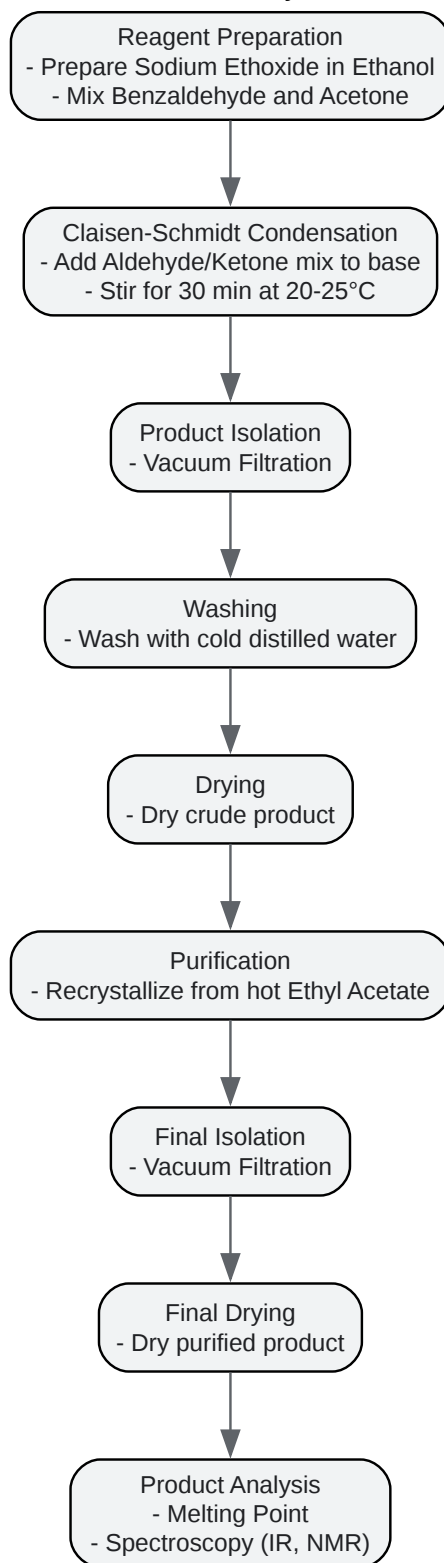 Reagent Preparation
- Prepare Sodium Ethoxide in Ethanol
- Mix Benzaldehyde and Acetone
Claisen-Schmidt Condensation
- Add Aldehyde/Ketone mix to base
- Stir for 30 min at 20-25°C
Product Isolation
- Vacuum Filtration
Washing
- Wash with cold distilled water
Drying
- Dry crude product
Purification
- Recrystallize from hot Ethyl Acetate
Final Isolation
- Vacuum Filtration
Final Drying
- Dry purified product
Product Analysis
- Melting Point
- Spectroscopy (IR, NMR)